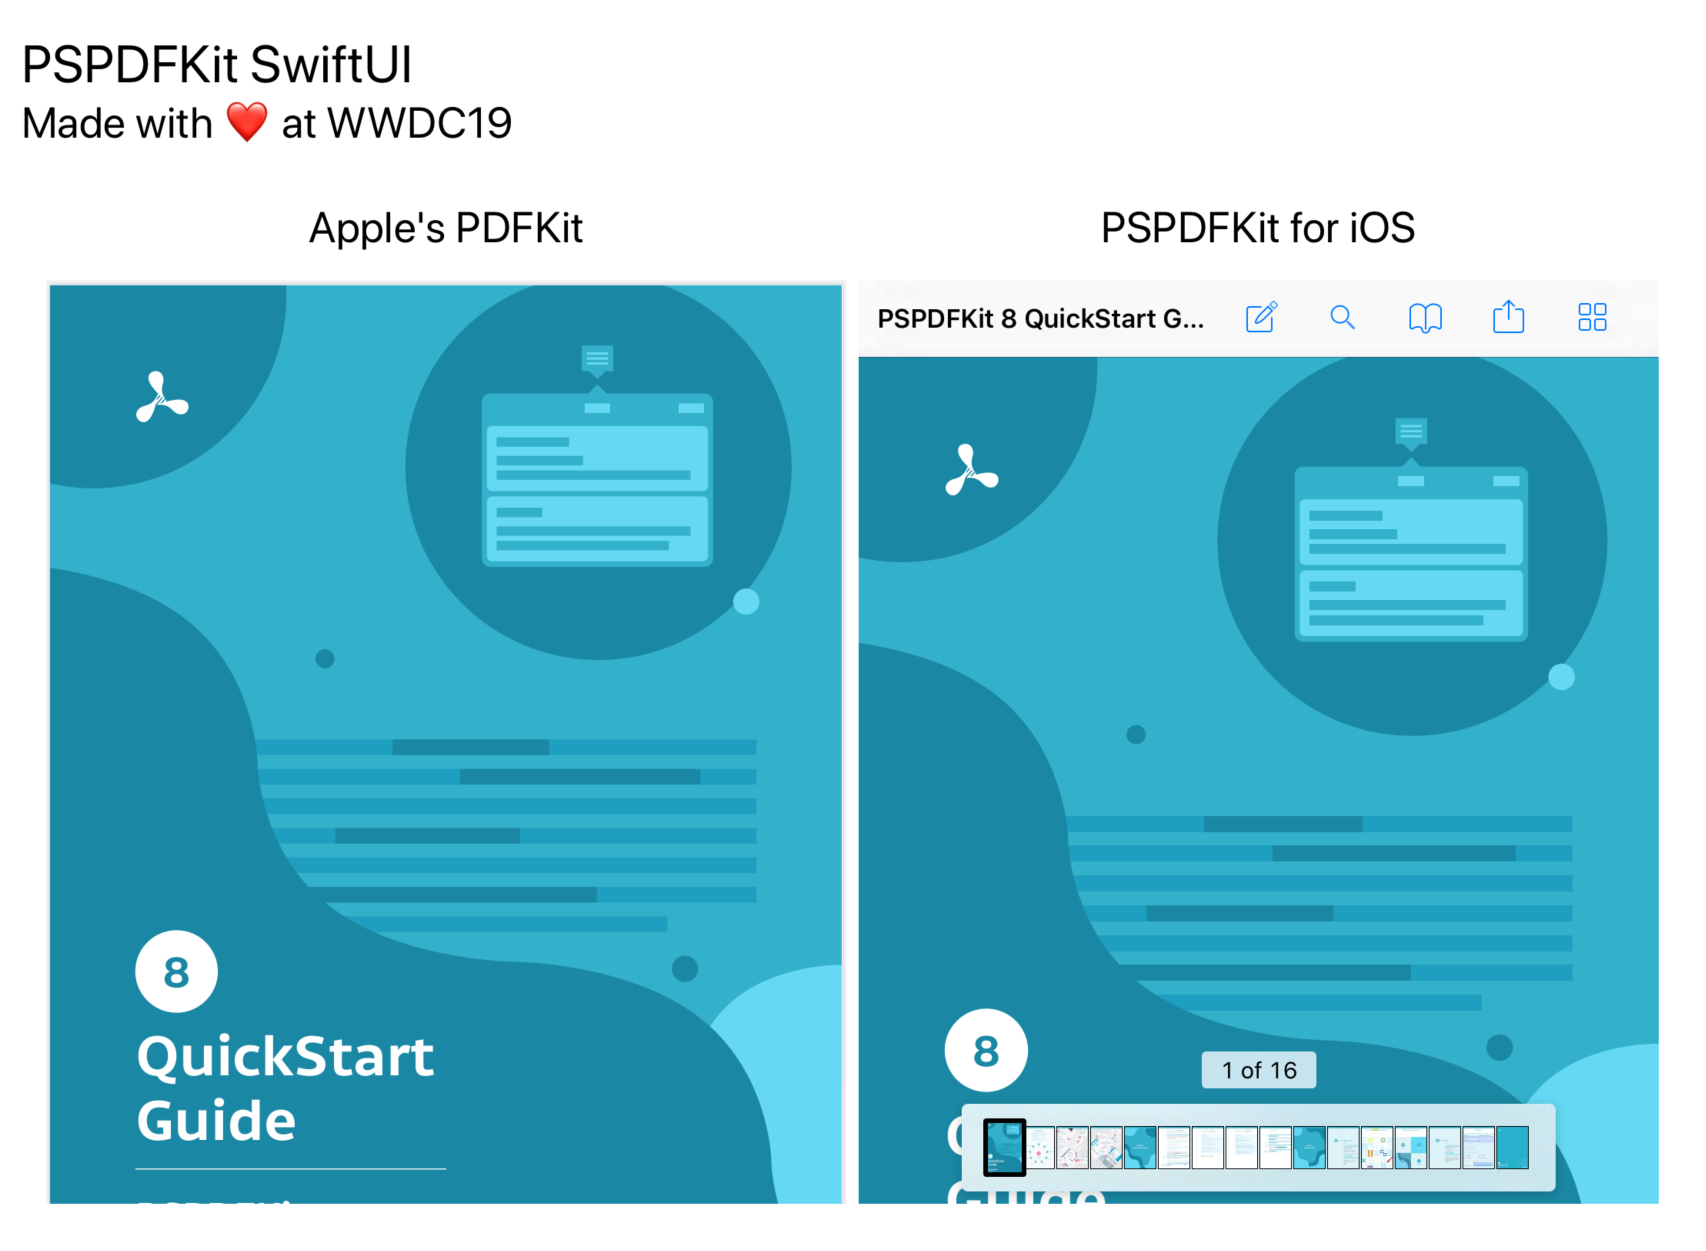 PSPDFKit SwiftUI
Made with ❤️ at WWDC19
Apple's PDFKit
PSPDFKit for iOS
PSPDFKit 8 QuickStart G...
8
QuickStart
Guide
8
1 of 16
Guide